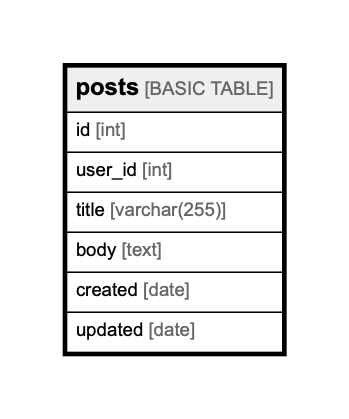 posts [BASIC TABLE]
id [int]
user_id [int]
title [varchar(255)]
body [text]
created [date]
updated [date]